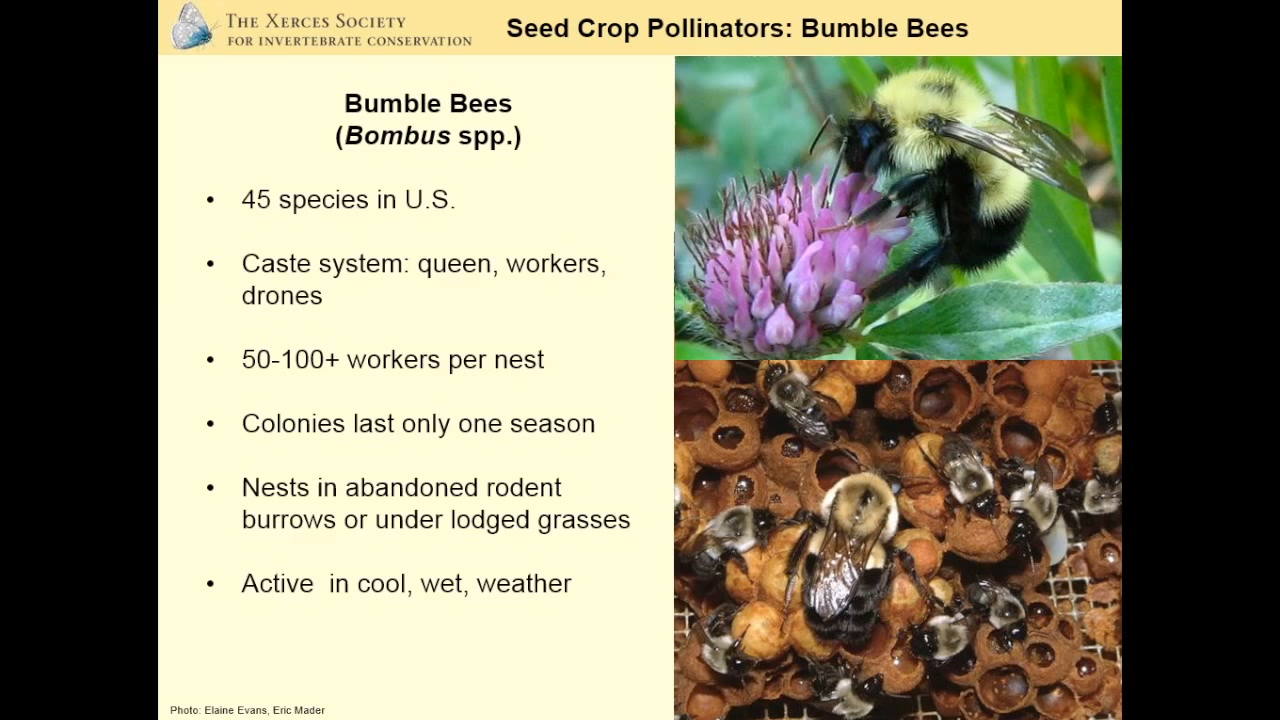 THE XERCES SOCIETY
FOR INVERTEBRATE CONSERVATION
Seed Crop Pollinators: Bumble Bees
Bumble Bees
(Bombus spp.)
• 45 species in U.S.
• Caste system: queen, workers,
drones
• 50-100+ workers per nest
• Colonies last only one season
• Nests in abandoned rodent
burrows or under lodged grasses
• Active  in cool, wet, weather
Photo: Elaine Evans, Eric Mader